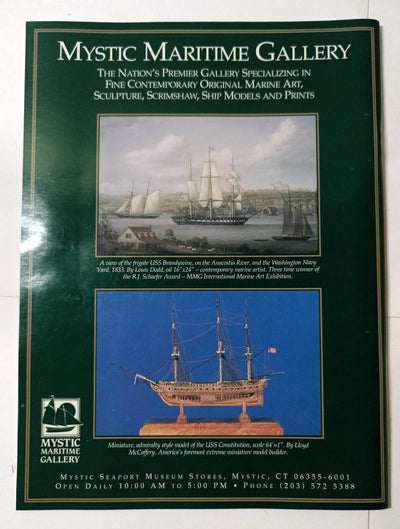 MYSTIC MARITIME GALLERY
THE NATION'S PREMIER GALLERY SPECIALIZING IN
FINE CONTEMPORARY ORIGINAL MARINE ART,
SCULPTURE, SCRIMSHAW, SHIP MODELS AND PRINTS
A view of the frigate USS Brandywine, on the Anacostia River, and the Washington Navy
Yard, 1833. By Louis Dodd, oil 16"x24" – contemporary marine artist. Three time winner of
the R.J. Schaefer Award – MMG International Marine Art Exhibition.
Miniature, admiralty style model of the USS Constitution, scale 64'=1". By Lloyd
McCaffery, America's foremost extreme miniature model builder.
MYSTIC
MARITIME
GALLERY
MYSTIC SEAPORT MUSEUM STORES, MYSTIC, CT 06355-6001
OPEN DAILY 10:00 AM TO 5:00 PM • PHONE (203) 572 5388